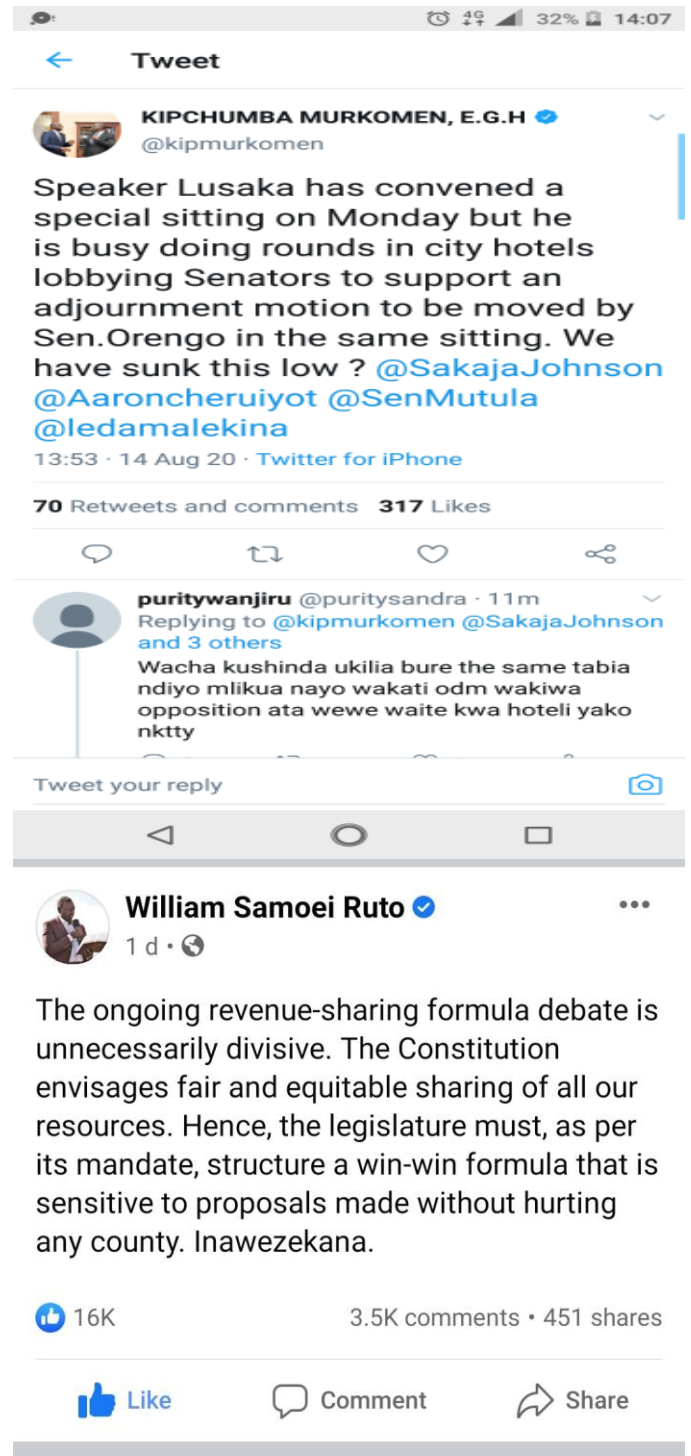 4G 32% 14:07
Tweet
KIPCHUMBA MURKOMEN, E.G.H
@kipmurkomen
Speaker Lusaka has convened a
special sitting on Monday but he
is busy doing rounds in city hotels
lobbying Senators to support an
adjournment motion to be moved by
Sen.Orengo in the same sitting. We
have sunk this low ? @SakajaJohnson
@Aaroncheruiyot @SenMutula
@ledamalekina
13:53 · 14 Aug 20 · Twitter for iPhone
70 Retweets and comments 317 Likes
puritywanjiru @puritysandra · 11m
Replying to @kipmurkomen @SakajaJohnson
and 3 others
Wacha kushinda ukilia bure the same tabia
ndiyo mlikua nayo wakati odm wakiwa
opposition ata wewe waite kwa hoteli yako
nktty
Tweet your reply
William Samoei Ruto
1 d ·
The ongoing revenue-sharing formula debate is
unnecessarily divisive. The Constitution
envisages fair and equitable sharing of all our
resources. Hence, the legislature must, as per
its mandate, structure a win-win formula that is
sensitive to proposals made without hurting
any county. Inawezekana.
16K 3.5K comments • 451 shares
Like Comment Share